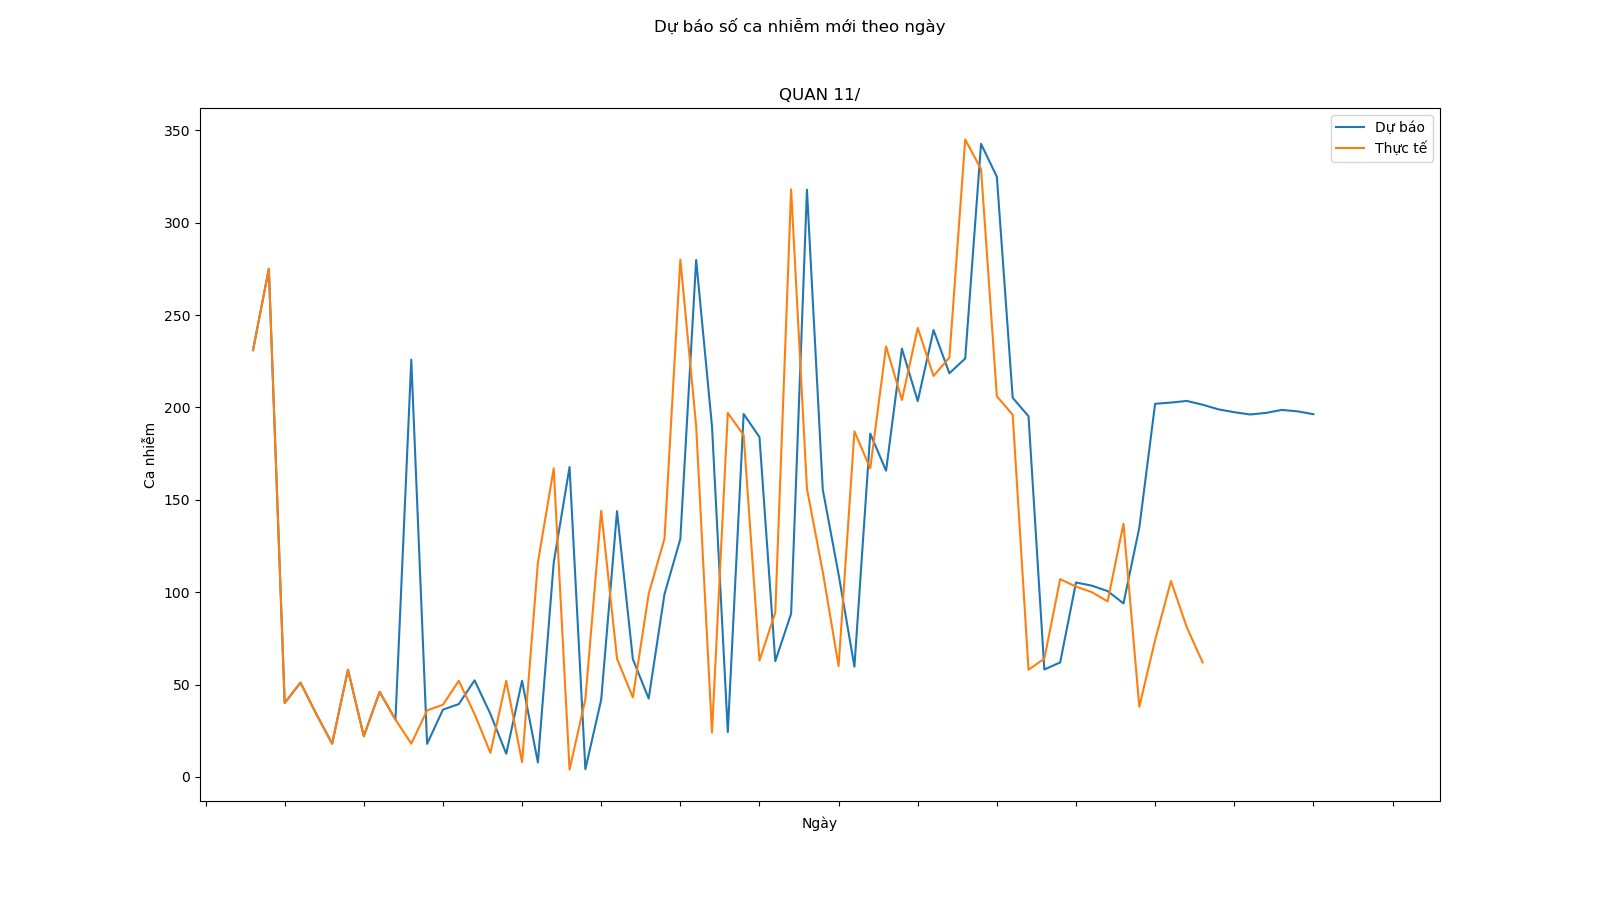 Dự báo số ca nhiễm mới theo ngày
QUAN 11/
Dự báo
Thực tế
350
300
250
200
150
100
50
0
Ca nhiễm
Ngày